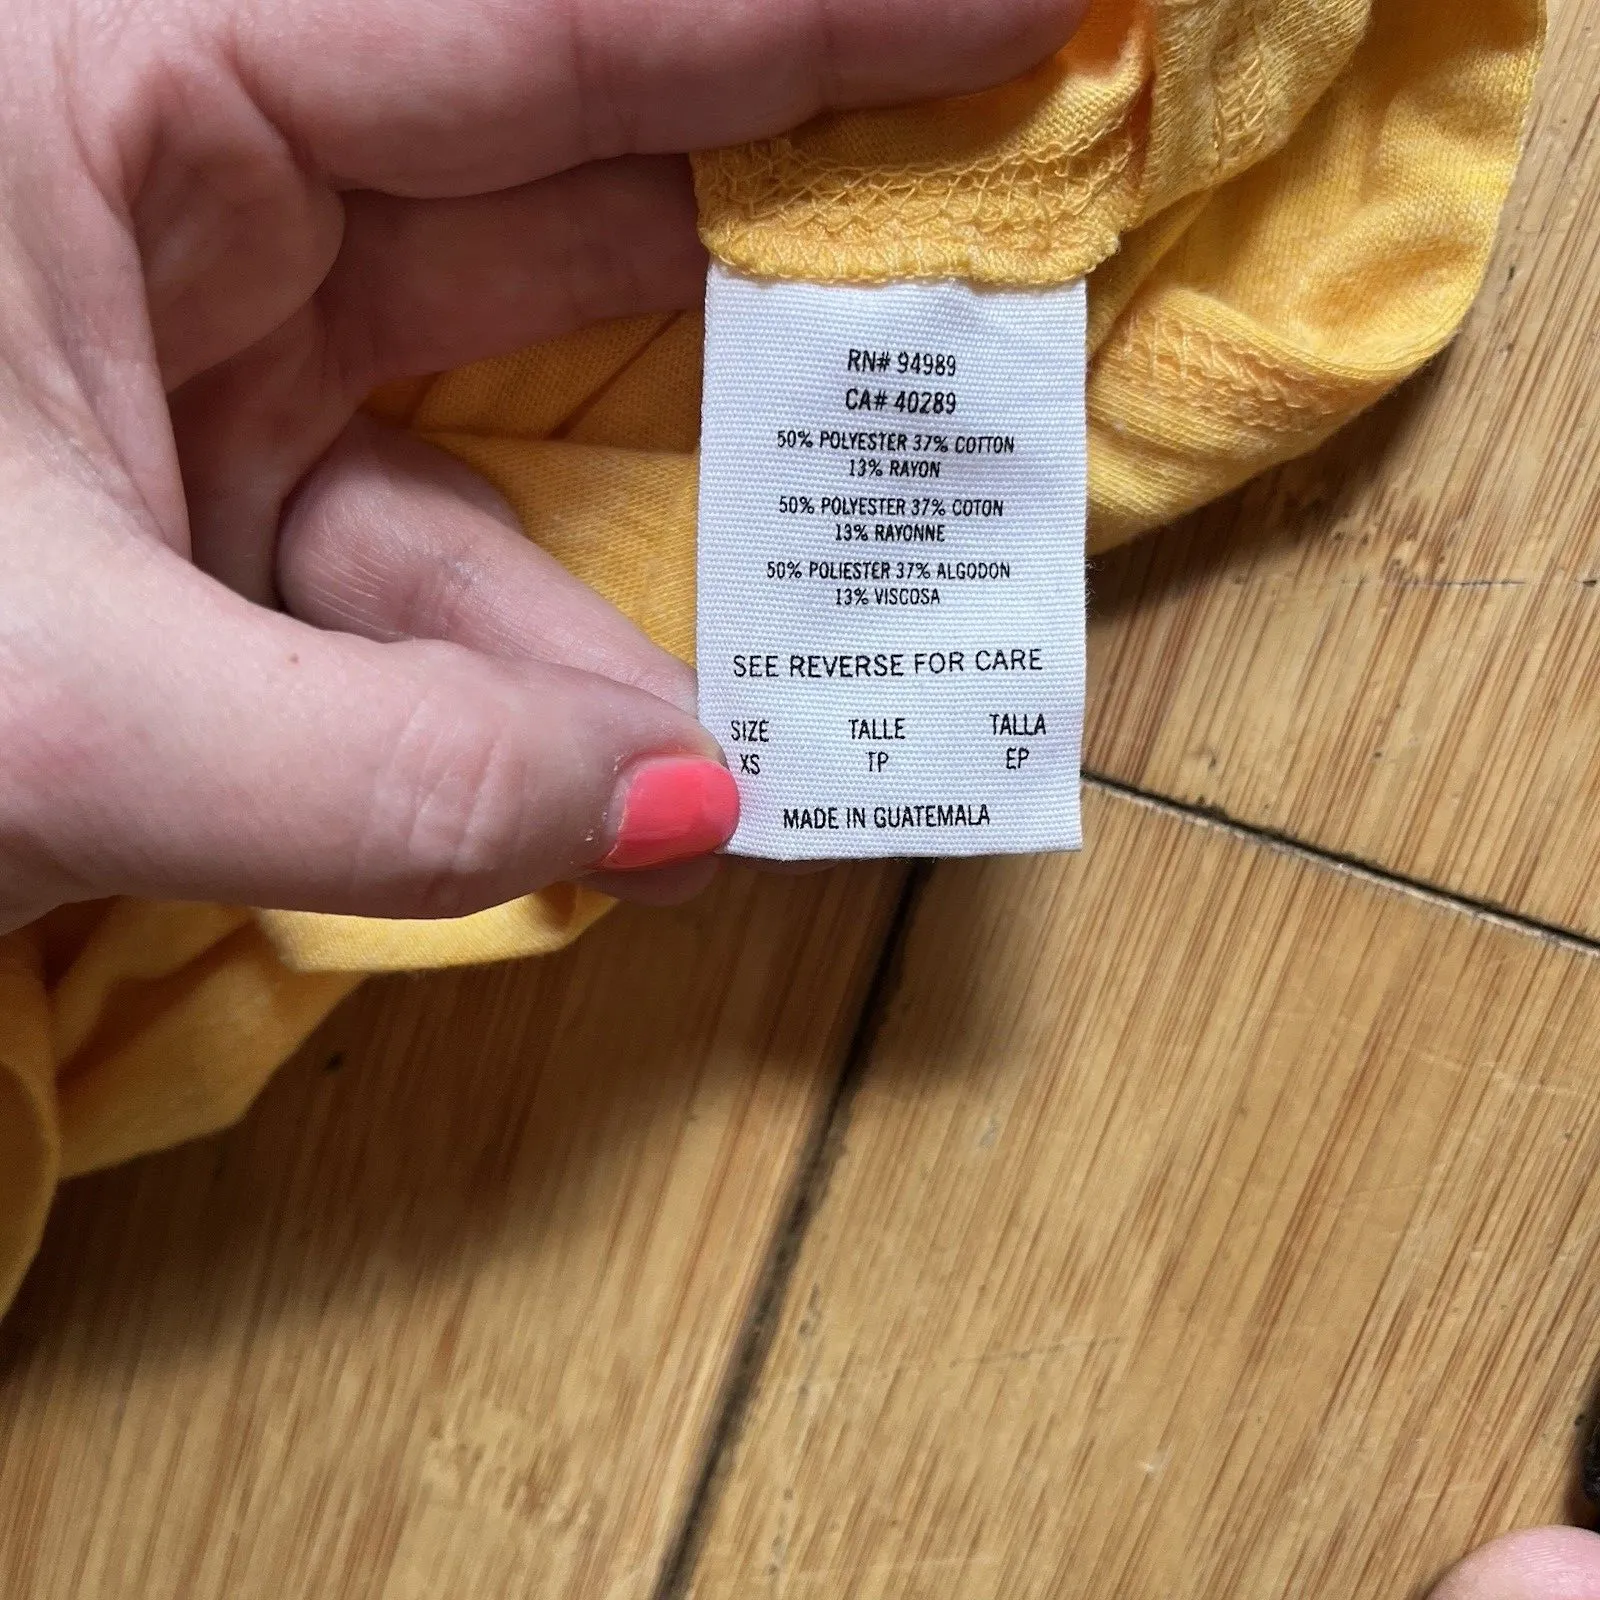 RN# 94989
CA# 40289
50% POLYESTER 37% COTTON
13% RAYON
50% POLYESTER 37% COTON
13% RAYONNE
50% POLIESTER 37% ALGODON
13% VISCOSA
SEE REVERSE FOR CARE
SIZE TALLE TALLA
XS TP EP
MADE IN GUATEMALA